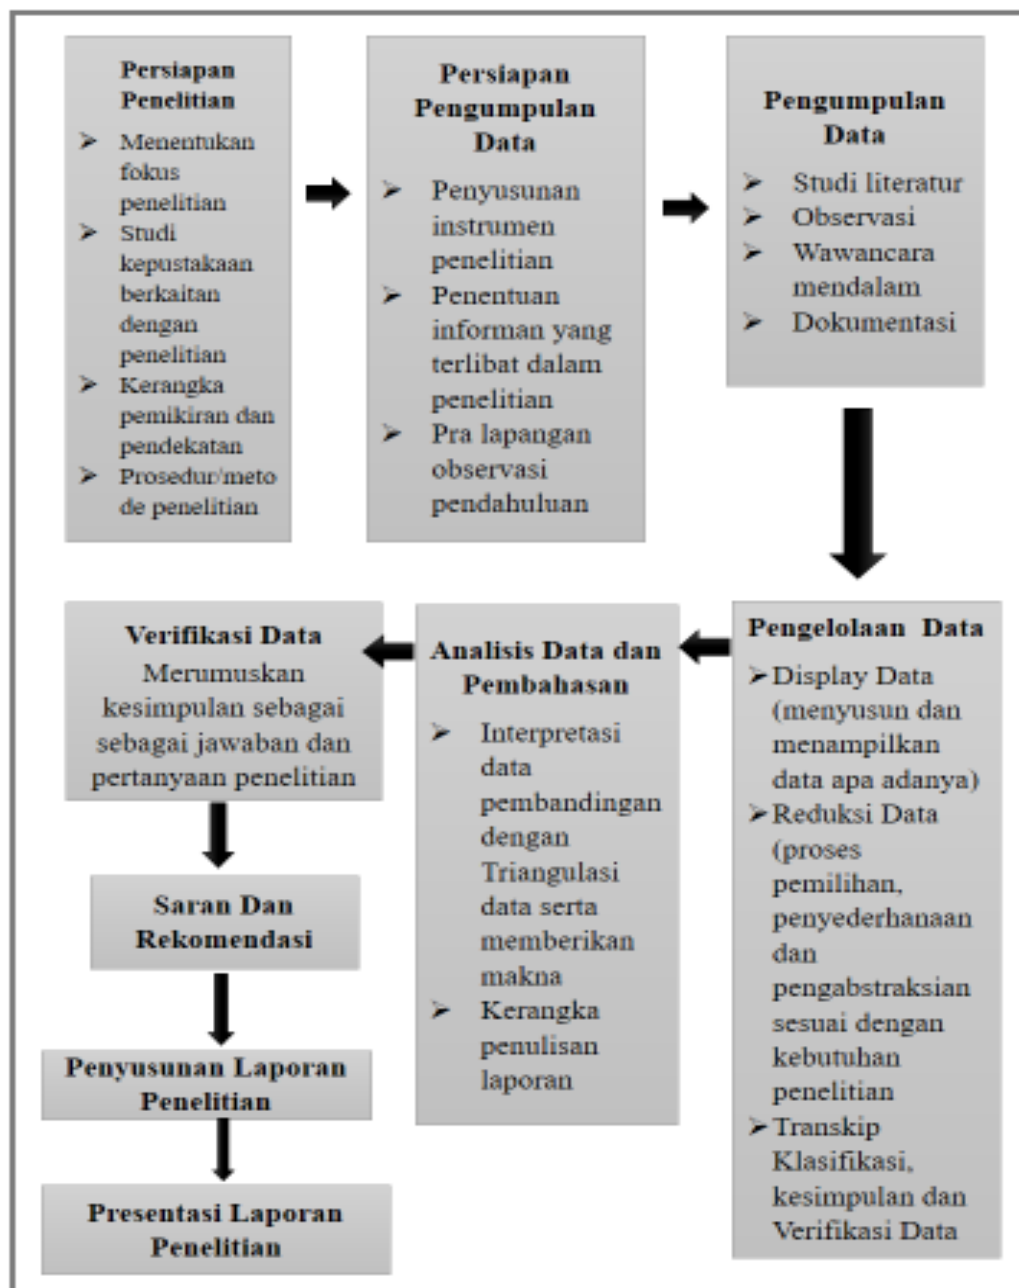 Persiapan
Penelitian
➢ Menentukan
fokus
penelitian
➢ Studi
kepustakaan
berkaitan
dengan
penelitian
➢ Kerangka
pemikiran dan
pendekatan
➢ Prosedur/meto
de penelitian
Persiapan
Pengumpulan
Data
➢ Penyusunan
instrumen
penelitian
➢ Penentuan
informan yang
terlibat dalam
penelitian
➢ Pra lapangan
observasi
pendahuluan
Pengumpulan
Data
➢ Studi literatur
➢ Observasi
➢ Wawancara
mendalam
➢ Dokumentasi
Pengelolaan Data
➢ Display Data
(menyusun dan
menampilkan
data apa adanya)
➢ Reduksi Data
(proses
pemilihan,
penyederhanaan
dan
pengabstraksian
sesuai dengan
kebutuhan
penelitian
➢ Transkip
Klasifikasi,
kesimpulan dan
Verifikasi Data
Analisis Data dan
Pembahasan
➢ Interpretasi
data
pembandingan
dengan
Triangulasi
data serta
memberikan
makna
➢ Kerangka
penulisan
laporan
Verifikasi Data
Merumuskan
kesimpulan sebagai
sebagai jawaban dan
pertanyaan penelitian
Saran Dan
Rekomendasi
Penyusunan Laporan
Penelitian
Presentasi Laporan
Penelitian